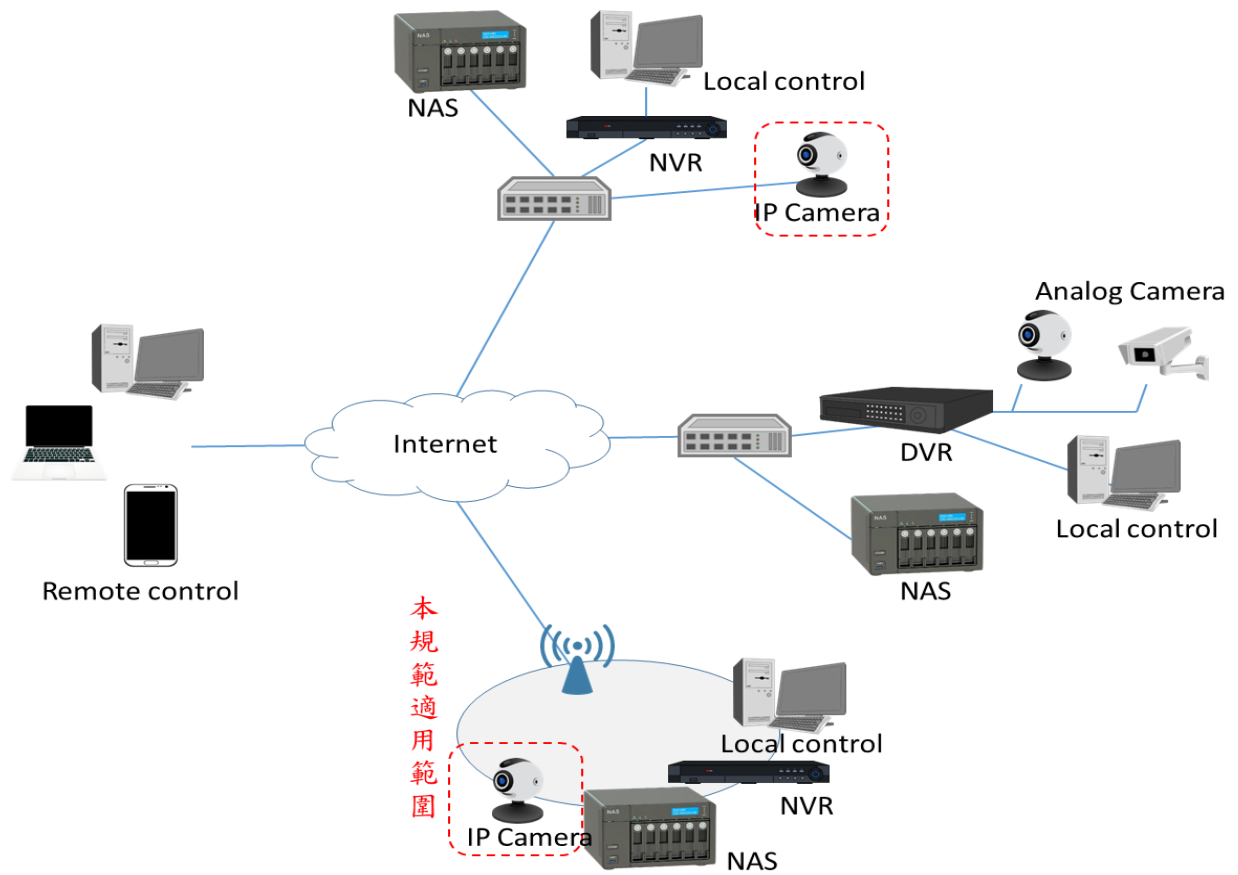 NAS
Local control
NVR
IP Camera
Analog Camera
Internet
DVR
Local control
NAS
Remote control
本規範適用範圍
Local control
NVR
IP Camera
NAS